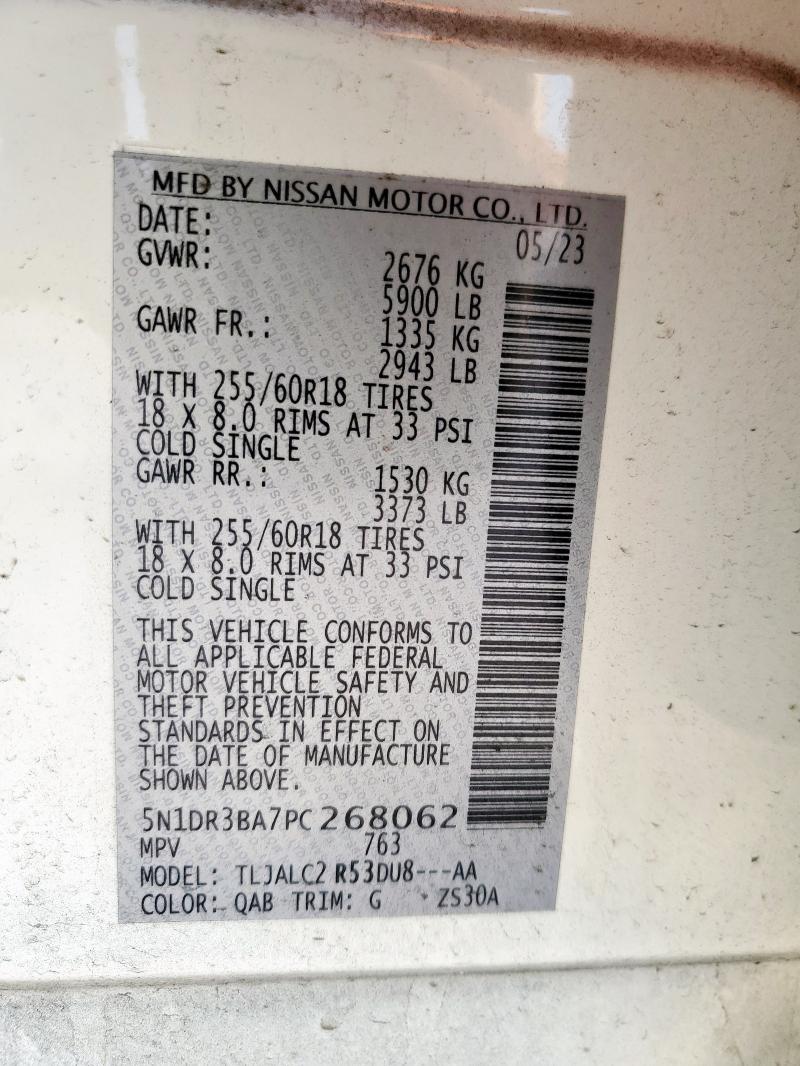 MFD BY NISSAN MOTOR CO., LTD.
DATE: 05/23
GVWR: 2676 KG
5900 LB
GAWR FR.: 1335 KG
2943 LB
WITH 255/60R18 TIRES
18 X 8.0 RIMS AT 33 PSI
COLD SINGLE
GAWR RR.: 1530 KG
3373 LB
WITH 255/60R18 TIRES
18 X 8.0 RIMS AT 33 PSI
COLD SINGLE
THIS VEHICLE CONFORMS TO
ALL APPLICABLE FEDERAL
MOTOR VEHICLE SAFETY AND
THEFT PREVENTION
STANDARDS IN EFFECT ON
THE DATE OF MANUFACTURE
SHOWN ABOVE.
5N1DR3BA7PC268062
MPV 763
MODEL: TLJALC2 R53DU8---AA
COLOR: QAB TRIM: G ZS30A